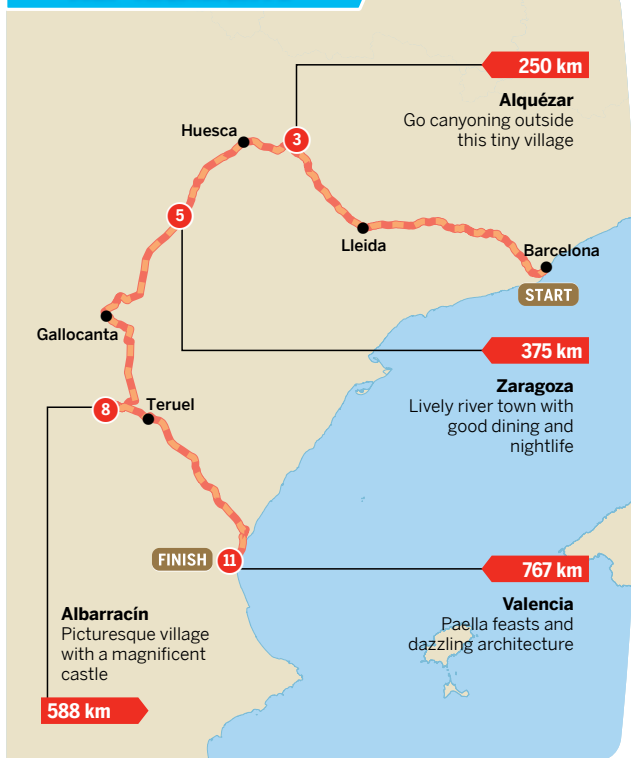 250 km
Alquézar
Go canyoning outside
this tiny village
Huesca
3
5
Lleida
Barcelona
START
Gallocanta
375 km
Zaragoza
Lively river town with
good dining and
nightlife
8
Teruel
FINISH
11
767 km
Valencia
Paella feasts and
dazzling architecture
Albarracín
Picturesque village
with a magnificent
castle
588 km